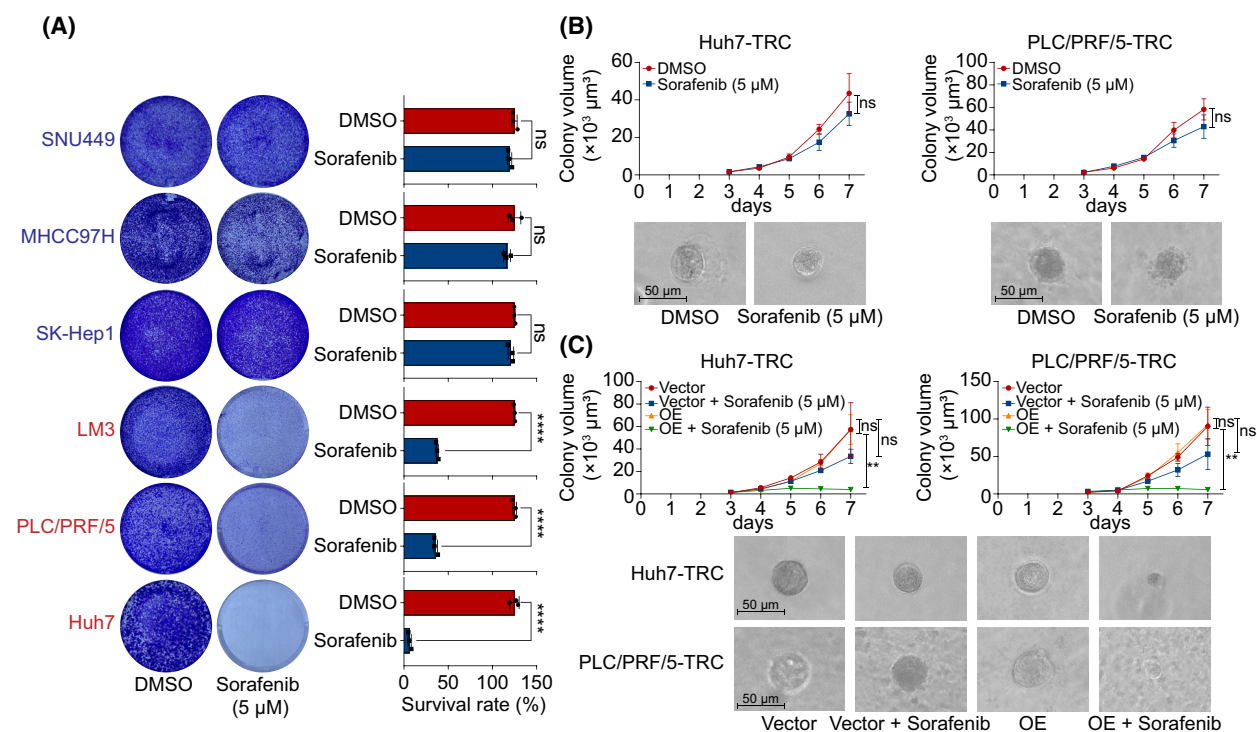 (A)
SNU449
MHCC97H
SK-Hep1
LM3
PLC/PRF/5
Huh7
DMSO
Sorafenib
(5 µM)
DMSO
Sorafenib
ns
DMSO
Sorafenib
ns
DMSO
Sorafenib
ns
DMSO
Sorafenib
****
DMSO
Sorafenib
****
DMSO
Sorafenib
****
0 50 100 150
Survival rate (%)
(B)
Huh7-TRC
Colony volume
(×10³ µm³)
60
40
20
0
DMSO
Sorafenib (5 µM)
ns
0 1 2 3 4 5 6 7
days
50 µm
DMSO
Sorafenib (5 µM)
PLC/PRF/5-TRC
Colony volume
(×10³ µm³)
100
80
60
40
20
0
DMSO
Sorafenib (5 µM)
ns
0 1 2 3 4 5 6 7
days
50 µm
DMSO
Sorafenib (5 µM)
(C)
Huh7-TRC
Colony volume
(×10³ µm³)
100
80
60
40
20
0
Vector
Vector + Sorafenib (5 µM)
OE
OE + Sorafenib (5 µM)
ns
ns
**
0 1 2 3 4 5 6 7
days
PLC/PRF/5-TRC
Colony volume
(×10³ µm³)
150
100
50
0
Vector
Vector + Sorafenib (5 µM)
OE
OE + Sorafenib (5 µM)
ns
ns
**
0 1 2 3 4 5 6 7
days
Huh7-TRC
50 µm
PLC/PRF/5-TRC
50 µm
Vector
Vector + Sorafenib
OE
OE + Sorafenib